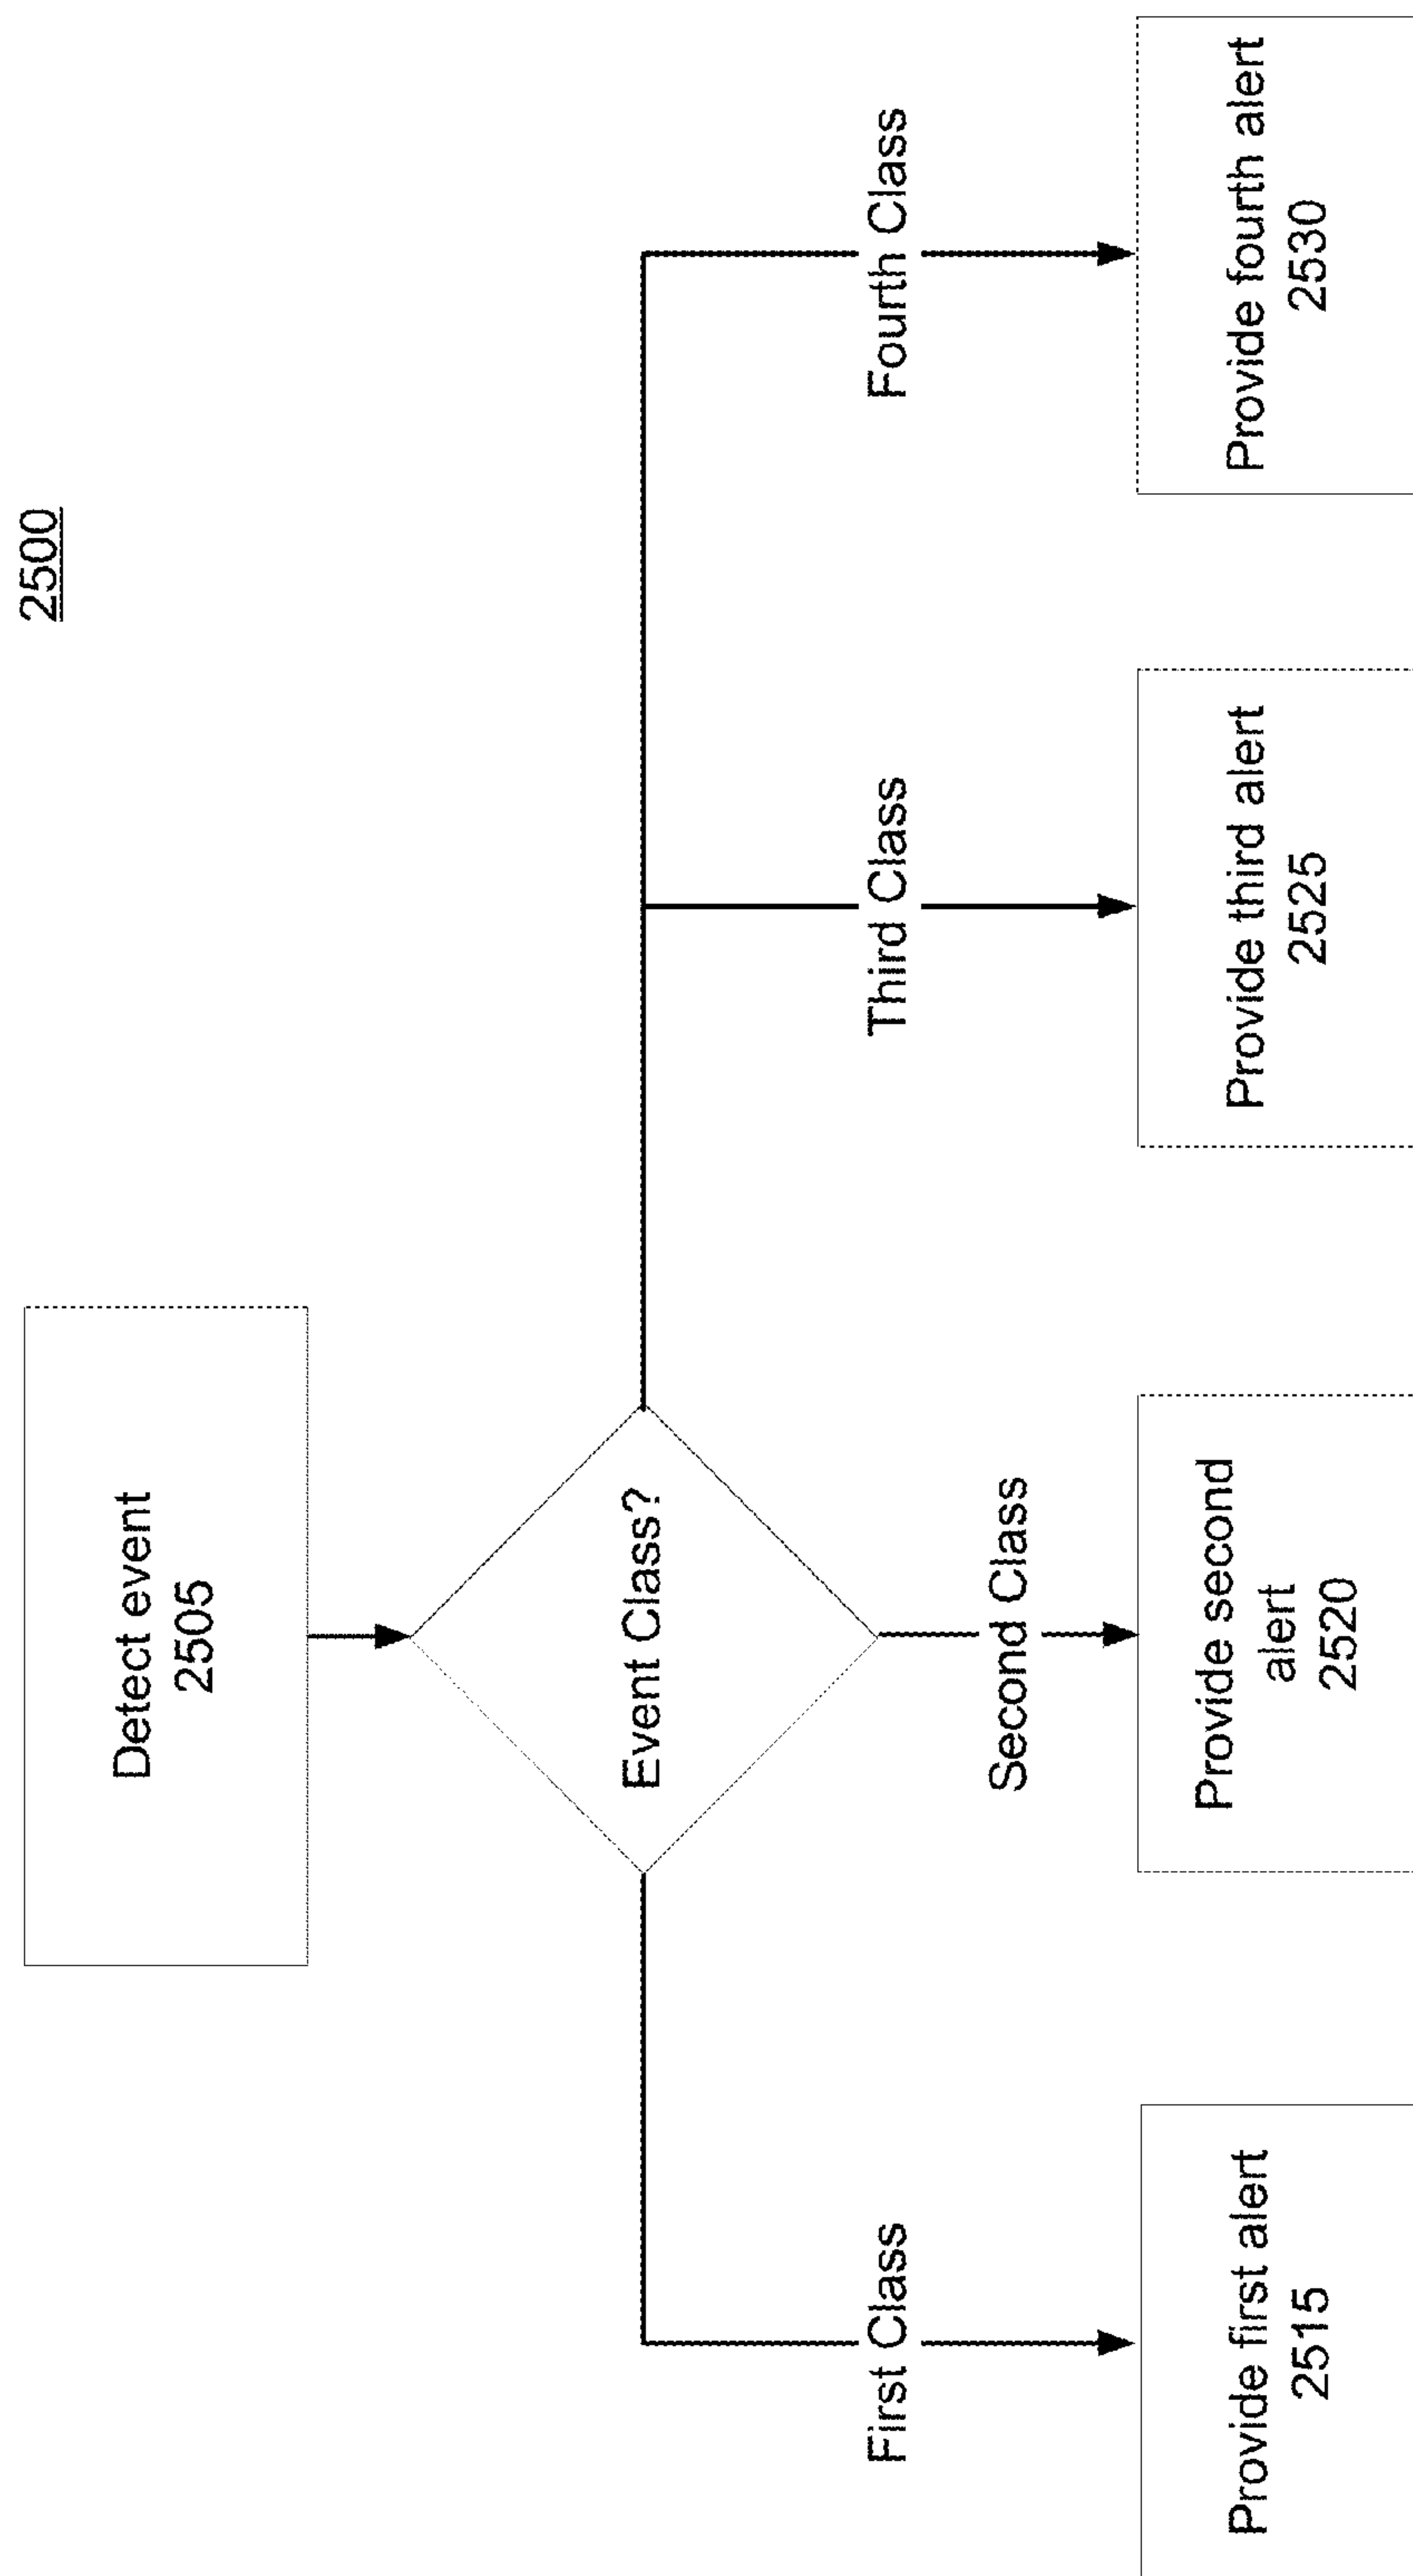 2500
Detect event
2505
Event Class?
First Class
Second Class
Third Class
Fourth Class
Provide first alert
2515
Provide second
alert
2520
Provide third alert
2525
Provide fourth alert
2530